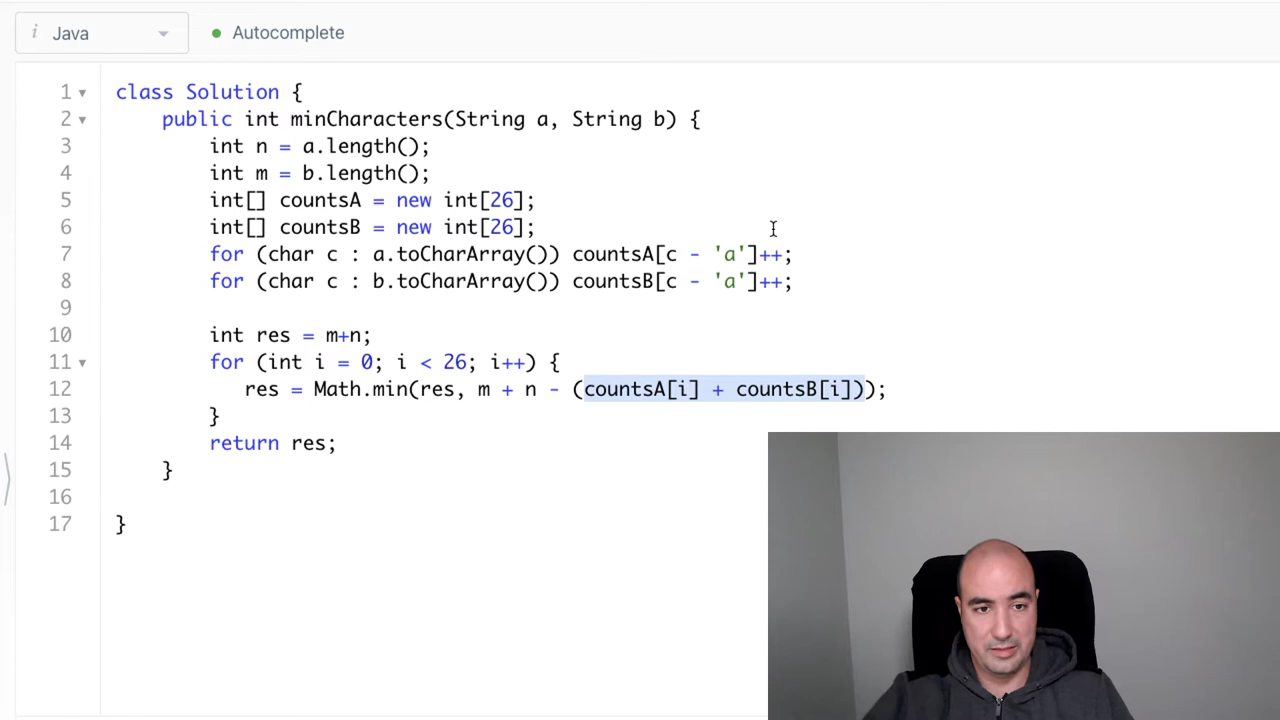 i Java Autocomplete
1 class Solution {
2 public int minCharacters(String a, String b) {
3 int n = a.length();
4 int m = b.length();
5 int[] countsA = new int[26];
6 int[] countsB = new int[26];
7 for (char c : a.toCharArray()) countsA[c - 'a']++;
8 for (char c : b.toCharArray()) countsB[c - 'a']++;
9
10 int res = m+n;
11 for (int i = 0; i < 26; i++) {
12 res = Math.min(res, m + n - (countsA[i] + countsB[i]));
13 }
14 return res;
15 }
16
17 }